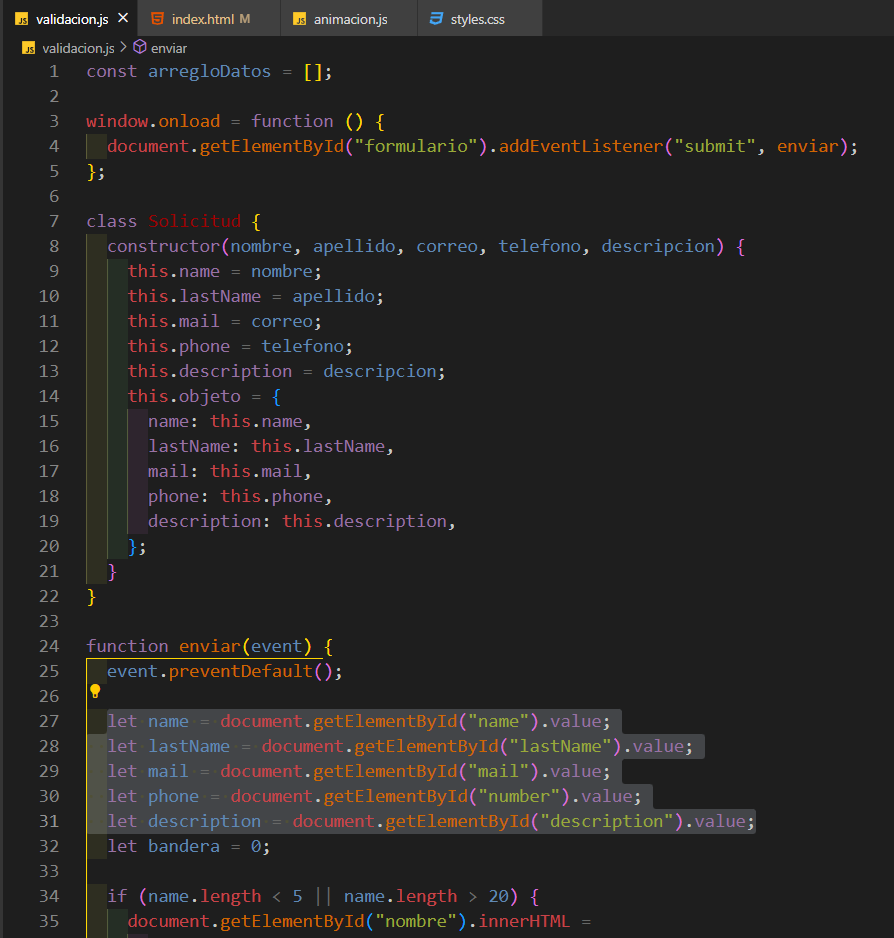 JS validacion.js × index.html M JS animacion.js styles.css
JS validacion.js > enviar
1 const arregloDatos = [];
2
3 window.onload = function () {
4 document.getElementById("formulario").addEventListener("submit", enviar);
5 };
6
7 class Solicitud {
8 constructor(nombre, apellido, correo, telefono, descripcion) {
9 this.name = nombre;
10 this.lastName = apellido;
11 this.mail = correo;
12 this.phone = telefono;
13 this.description = descripcion;
14 this.objeto = {
15 name: this.name,
16 lastName: this.lastName,
17 mail: this.mail,
18 phone: this.phone,
19 description: this.description,
20 };
21 }
22 }
23
24 function enviar(event) {
25 event.preventDefault();
26
27 let name = document.getElementById("name").value;
28 let lastName = document.getElementById("lastName").value;
29 let mail = document.getElementById("mail").value;
30 let phone = document.getElementById("number").value;
31 let description = document.getElementById("description").value;
32 let bandera = 0;
33
34 if (name.length < 5 || name.length > 20) {
35 document.getElementById("nombre").innerHTML =